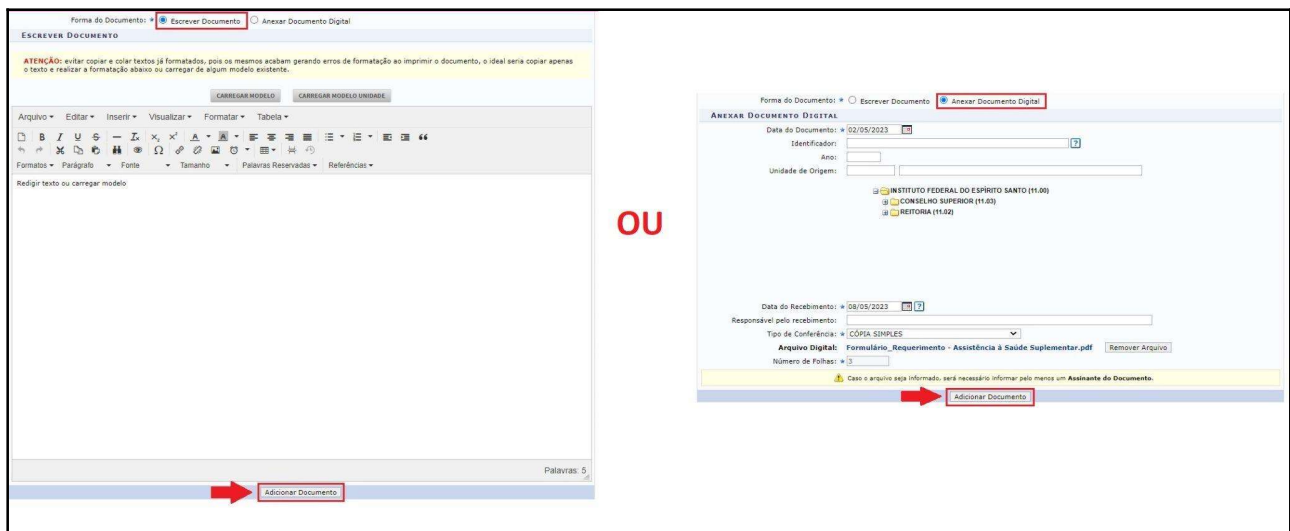 Forma do Documento: * Escrever Documento Anexar Documento Digital
ESCREVER DOCUMENTO
ATENÇÃO: evitar copiar e colar textos já formatados, pois os mesmos acabam gerando erros de formatação ao imprimir o documento, o ideal seria copiar apenas
o texto e realizar a formatação abaixo ou carregar de algum modelo existente.
CARREGAR MODELO CARREGAR MODELO UNIDADE
Arquivo Editar Inserir Visualizar Formatar Tabela
Formatos Parágrafo Fonte Tamanho Palavras Reservadas Referências
Redigir texto ou carregar modelo
Palavras: 5
Adicionar Documento
OU
Forma do Documento: * Escrever Documento Anexar Documento Digital
ANEXAR DOCUMENTO DIGITAL
Data do Documento: * 02/05/2023
Identificador: ?
Ano:
Unidade de Origem:
INSTITUTO FEDERAL DO ESPÍRITO SANTO (11.00)
CONSELHO SUPERIOR (11.03)
REITORIA (11.02)
Data do Recebimento: * 08/05/2023 ?
Responsável pelo recebimento:
Tipo de Conferência: * CÓPIA SIMPLES
Arquivo Digital: Formulário_Requerimento - Assistência à Saúde Suplementar.pdf Remover Arquivo
Número de Folhas: * 3
Caso o arquivo seja informado, será necessário informar pelo menos um Assinante do Documento.
Adicionar Documento